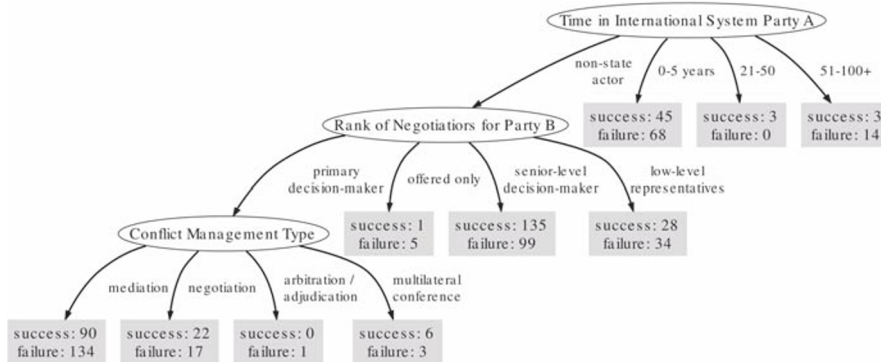 Time in International System Party A
non-state
actor
0-5 years
21-50
51-100+
success: 45
failure: 68
success: 3
failure: 0
success: 3
failure: 14
Rank of Negotiatiors for Party B
primary
decision-maker
offered only
senior-level
decision-maker
low-level
representatives
success: 1
failure: 5
success: 135
failure: 99
success: 28
failure: 34
Conflict Management Type
mediation
negotiation
arbitration /
adjudication
multilateral
conference
success: 90
failure: 134
success: 22
failure: 17
success: 0
failure: 1
success: 6
failure: 3